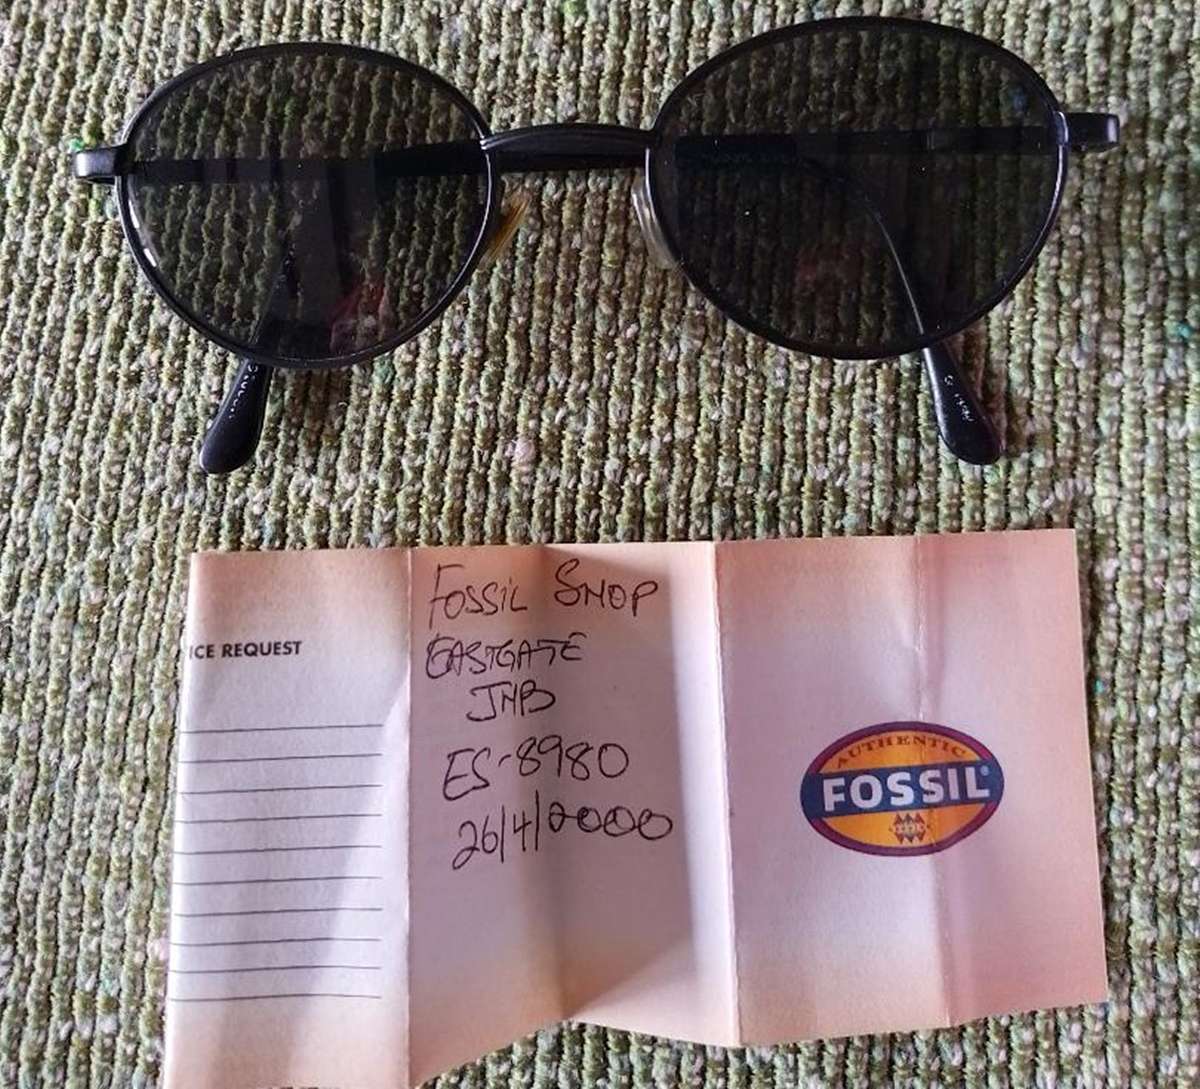 ICE REQUEST
FOSSIL SHOP
EASTGATE
JHB
ES-8980
26/4/2000
AUTHENTIC
FOSSIL®